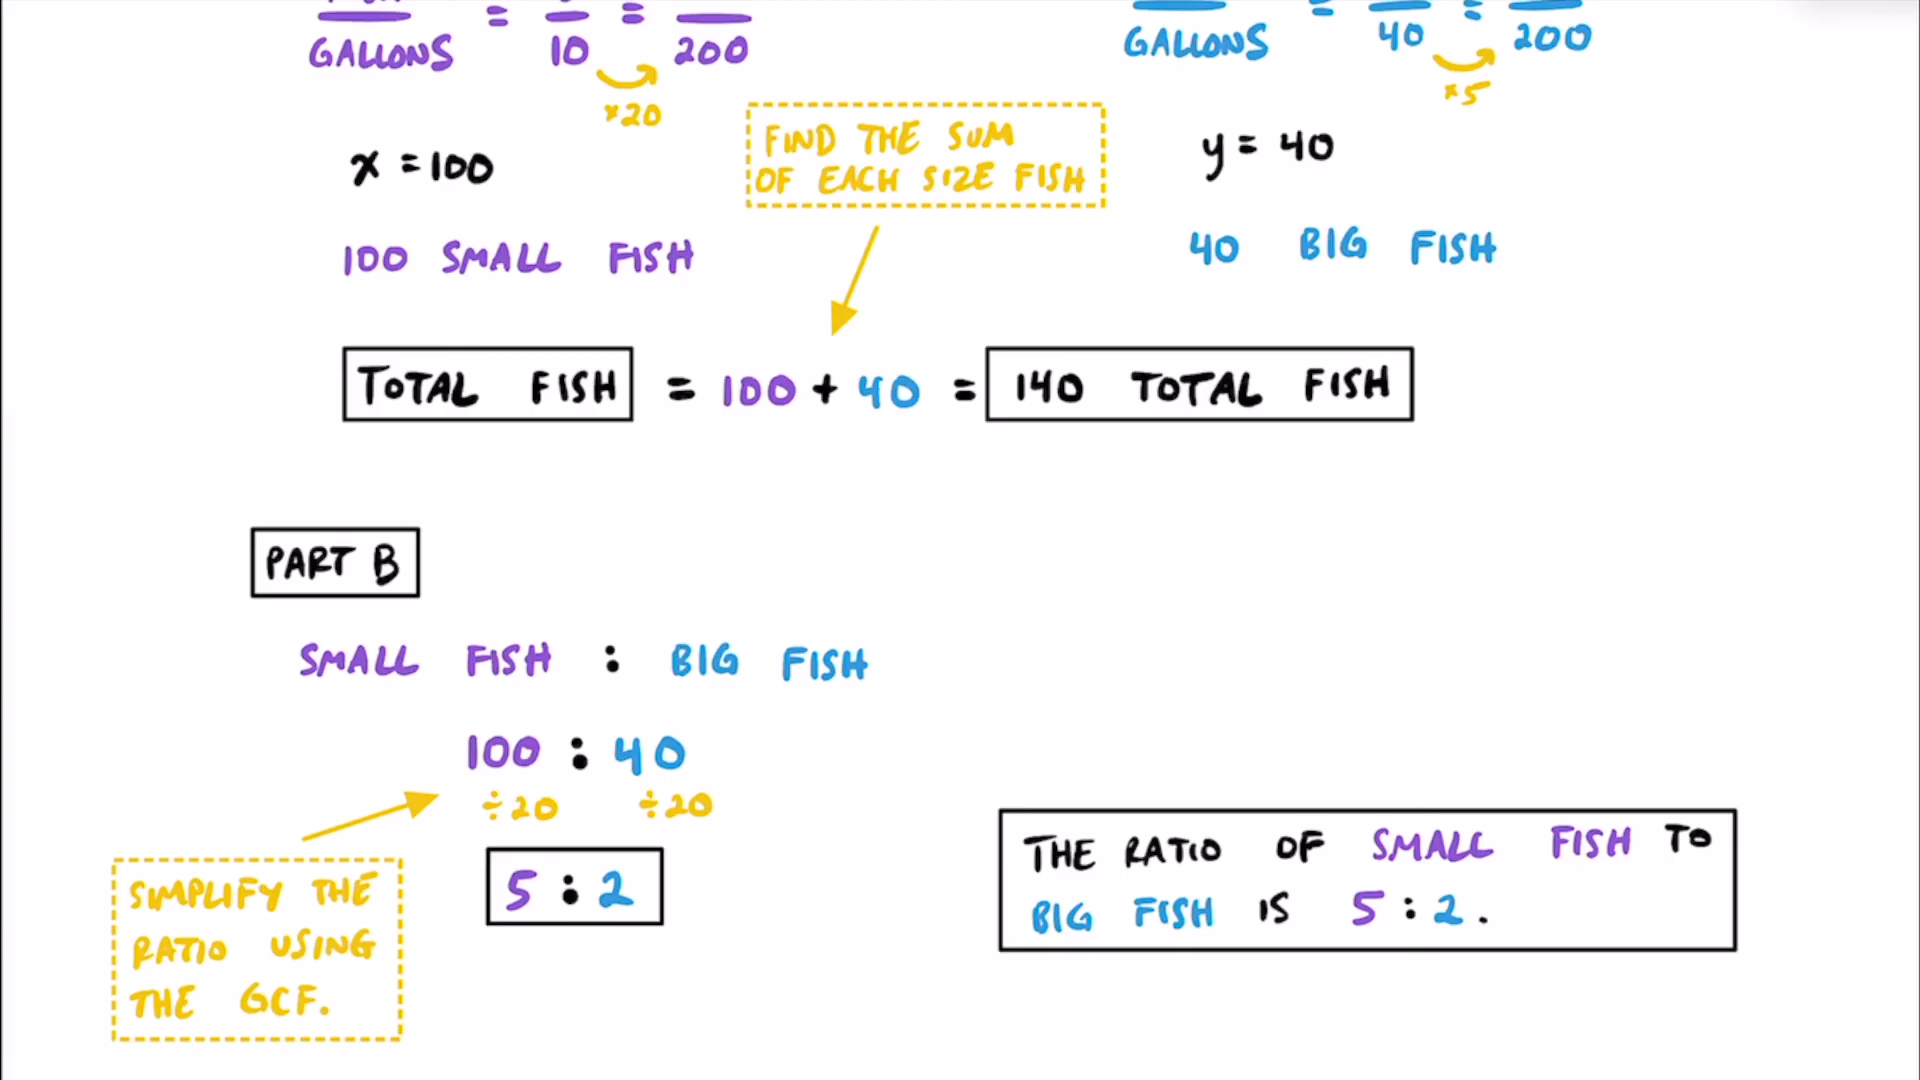 GALLONS = 10 = 200
×20
GALLONS = 40 = 200
×5
FIND THE SUM
OF EACH SIZE FISH
x = 100
y = 40
100 SMALL FISH
40 BIG FISH
TOTAL FISH = 100 + 40 = 140 TOTAL FISH
PART B
SMALL FISH : BIG FISH
100 : 40
÷20 ÷20
5 : 2
SIMPLIFY THE
RATIO USING
THE GCF.
THE RATIO OF SMALL FISH TO
BIG FISH IS 5 : 2.